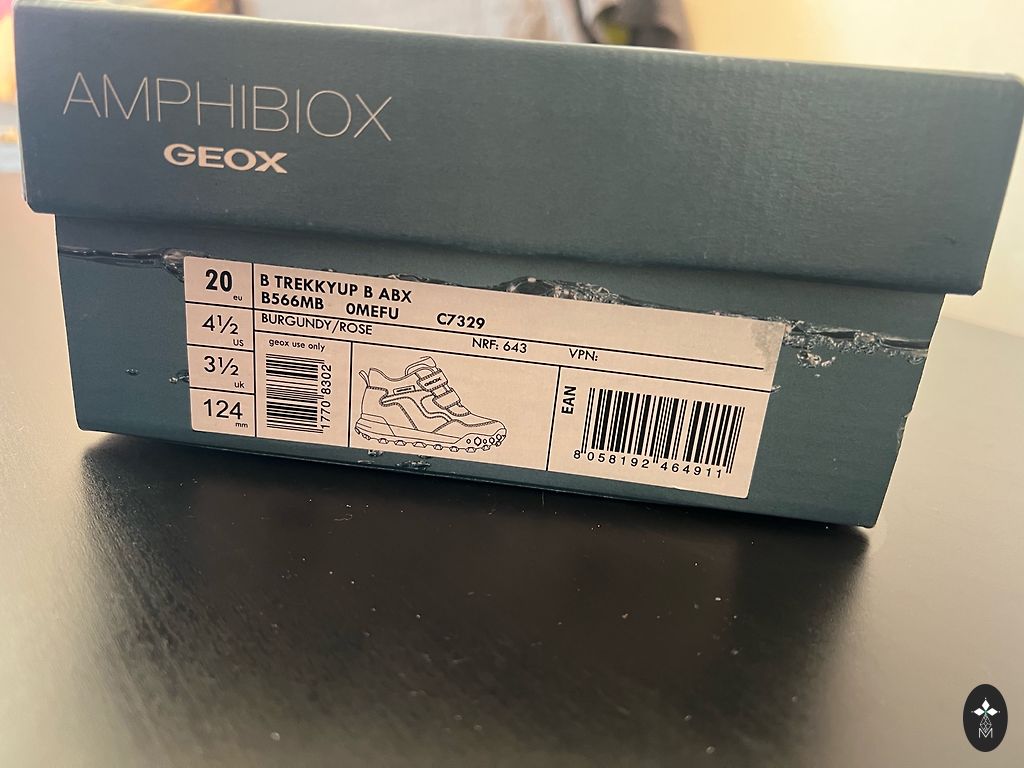 AMPHIBIOX
GEOX
20 eu
4½ US
3½ uk
124 mm
B TREKKYUP B ABX
B566MB 0MEFU C7329
BURGUNDY/ROSE
NRF: 643 VPN:
geox use only
1770 8302
EAN
8 058192 464911
M